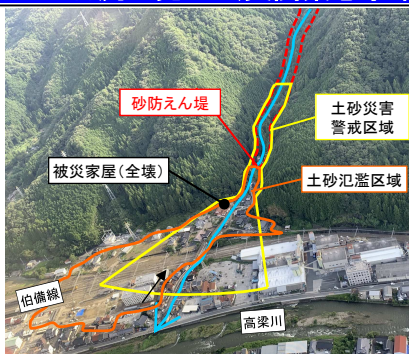 砂防えん堤
土砂災害
警戒区域
被災家屋(全壊)
土砂氾濫区域
伯備線
高梁川